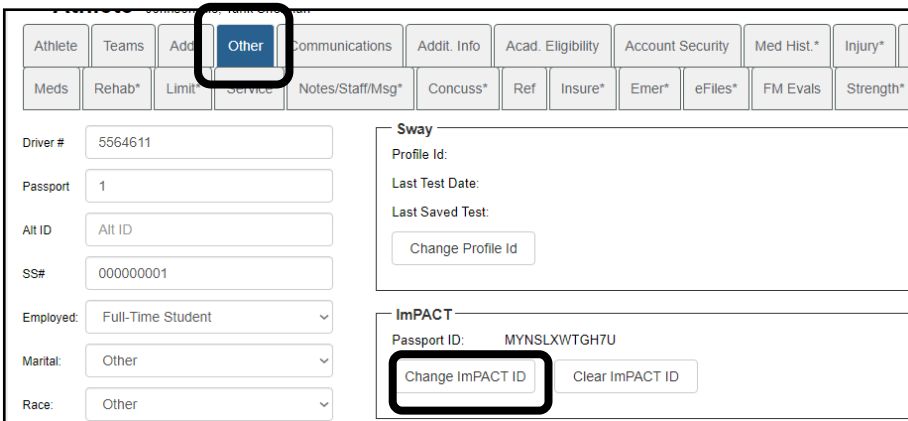 Athlete Teams Other Communications Addit. Info Acad. Eligibility Account Security Med Hist.* Injury*
Meds Rehab* Limit* Service Notes/Staff/Msg* Concuss* Ref Insure* Emer* eFiles* FM Evals Strength*
Driver # 5564611
Passport 1
Alt ID Alt ID
SS# 000000001
Employed: Full-Time Student
Marital: Other
Race: Other
Sway
Profile Id:
Last Test Date:
Last Saved Test:
Change Profile Id
ImPACT
Passport ID: MYNSLXWTGH7U
Change ImPACT ID Clear ImPACT ID